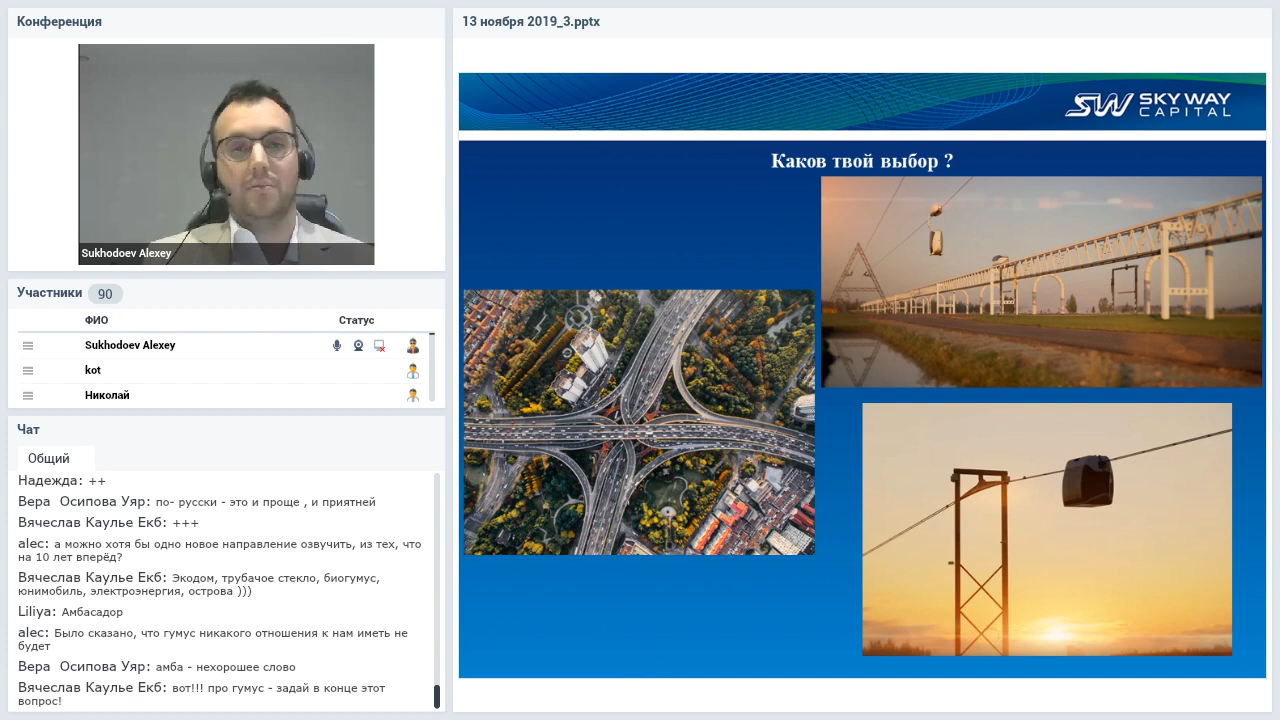 Конференция
Sukhodoev Alexey
Участники 90
ФИО Статус
Sukhodoev Alexey
kot
Николай
Чат
Общий
Надежда: ++
Вера Осипова Уяр: по- русски - это и проще , и приятней
Вячеслав Каулье Екб: +++
alec: а можно хотя бы одно новое направление озвучить, из тех, что
на 10 лет вперёд?
Вячеслав Каулье Екб: Экодом, трубачое стекло, биогумус,
юнимобиль, электроэнергия, острова )))
Liliya: Амбасадор
alec: Было сказано, что гумус никакого отношения к нам иметь не
будет
Вера Осипова Уяр: амба - нехорошее слово
Вячеслав Каулье Екб: вот!!! про гумус - задай в конце этот
вопрос!
13 ноября 2019_3.pptx
SW SKY WAY
CAPITAL
Каков твой выбор ?